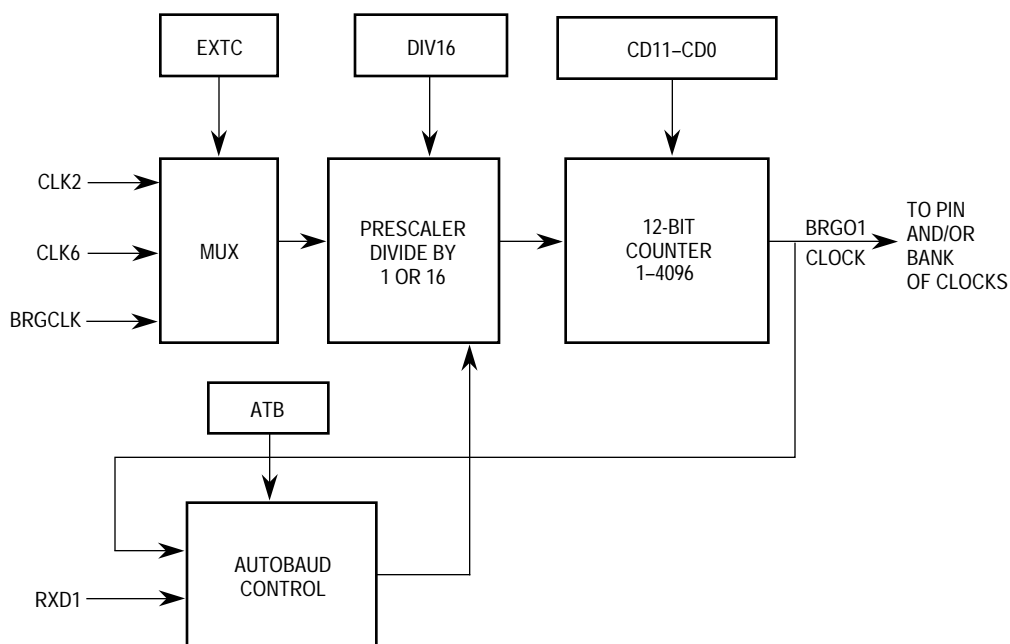 EXTC
DIV16
CD11–CD0
CLK2
CLK6
BRGCLK
MUX
PRESCALER
DIVIDE BY
1 OR 16
12-BIT
COUNTER
1–4096
BRGO1
CLOCK
TO PIN
AND/OR
BANK
OF CLOCKS
ATB
AUTOBAUD
CONTROL
RXD1